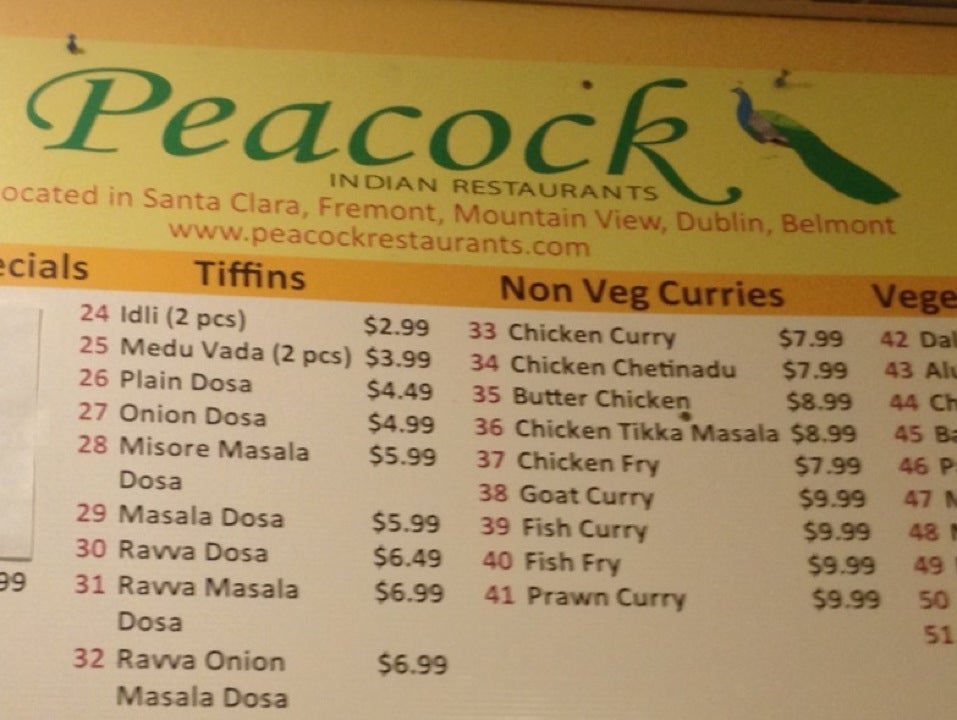 Peacock
INDIAN RESTAURANTS
ocated in Santa Clara, Fremont, Mountain View, Dublin, Belmont
www.peacockrestaurants.com
ecials
99
Tiffins
24 Idli (2 pcs) $2.99
25 Medu Vada (2 pcs) $3.99
26 Plain Dosa $4.49
27 Onion Dosa $4.99
28 Misore Masala $5.99
Dosa
29 Masala Dosa $5.99
30 Ravva Dosa $6.49
31 Ravva Masala $6.99
Dosa
32 Ravva Onion $6.99
Masala Dosa
Non Veg Curries
33 Chicken Curry $7.99
34 Chicken Chetinadu $7.99
35 Butter Chicken $8.99
36 Chicken Tikka Masala $8.99
37 Chicken Fry $7.99
38 Goat Curry $9.99
39 Fish Curry $9.99
40 Fish Fry $9.99
41 Prawn Curry $9.99
Vege
42 Dal
43 Alu
44 Ch
45 Ba
46 P
47
48
49
50
51